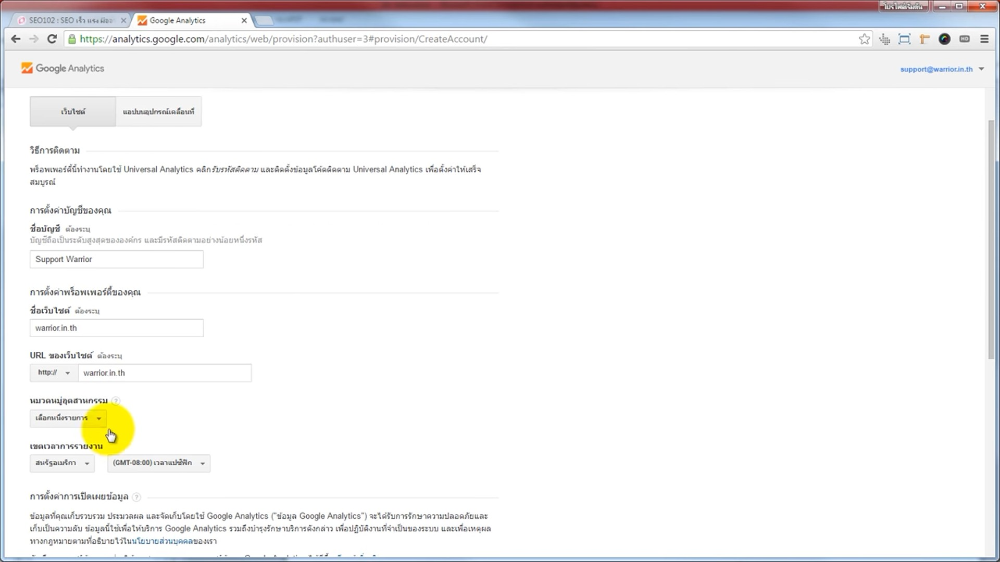 โปรไฟล์เริ่มต้น
SEO102 : SEO เร็ว แรง มีออ
Google Analytics
https://analytics.google.com/analytics/web/provision?authuser=3#provision/CreateAccount/
HD
Google Analytics
support@warrior.in.th
เว็บไซต์
แอปบนอุปกรณ์เคลื่อนที่
วิธีการติดตาม
พร็อพเพอร์ตี้นี้ทำงานโดยใช้ Universal Analytics คลิกรับรหัสติดตาม และติดตั้งข้อมูลโค้ดติดตาม Universal Analytics เพื่อตั้งค่าให้เสร็จ
สมบูรณ์
การตั้งค่าบัญชีของคุณ
ชื่อบัญชี ต้องระบุ
บัญชีถือเป็นระดับสูงสุดขององค์กร และมีรหัสติดตามอย่างน้อยหนึ่งรหัส
Support Warrior
การตั้งค่าพร็อพเพอร์ตี้ของคุณ
ชื่อเว็บไซต์ ต้องระบุ
warrior.in.th
URL ของเว็บไซต์ ต้องระบุ
http:// warrior.in.th
หมวดหมู่อุตสาหกรรม ?
เลือกหนึ่งรายการ
เขตเวลาการรายงาน
สหรัฐอเมริกา (GMT-08:00) เวลาแปซิฟิก
การตั้งค่าการเปิดเผยข้อมูล ?
ข้อมูลที่คุณเก็บรวบรวม ประมวลผล และจัดเก็บโดยใช้ Google Analytics ("ข้อมูล Google Analytics") จะได้รับการรักษาความปลอดภัยและ
เก็บเป็นความลับ ข้อมูลนี้ใช้เพื่อให้บริการ Google Analytics รวมถึงบำรุงรักษาบริการดังกล่าว เพื่อปฏิบัติงานที่จำเป็นของระบบ และเพื่อเหตุผล
ทางกฎหมายตามที่อธิบายไว้ในนโยบายส่วนบุคคลของเรา